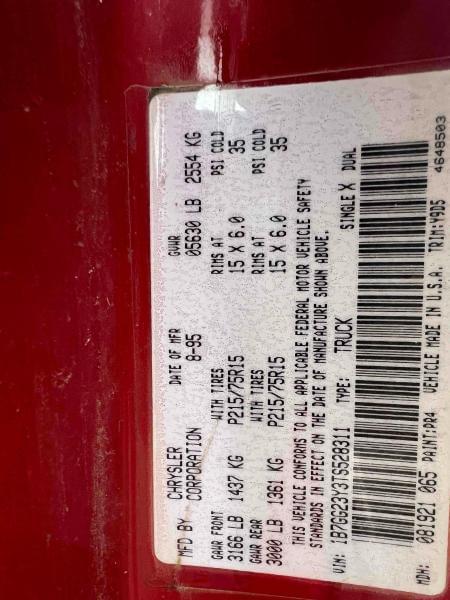 MFD BY CHRYSLER CORPORATION DATE OF MFR 8-95 GVWR 05630 LB 2554 KG
GAWR FRONT WITH TIRES RIMS AT PSI COLD
3166 LB 1437 KG P215/75R15 15 X 6.0 35
GAWR REAR WITH TIRES RIMS AT PSI COLD
3000 LB 1361 KG P215/75R15 15 X 6.0 35
THIS VEHICLE CONFORMS TO ALL APPLICABLE FEDERAL MOTOR VEHICLE SAFETY
STANDARDS IN EFFECT ON THE DATE OF MANUFACTURE SHOWN ABOVE.
VIN: 1B7GG23Y3TS528311 TYPE: TRUCK SINGLE X DUAL
MDH: 081921 065 PAINT:PR4 VEHICLE MADE IN U.S.A. TRIM:Y9D5
4648503